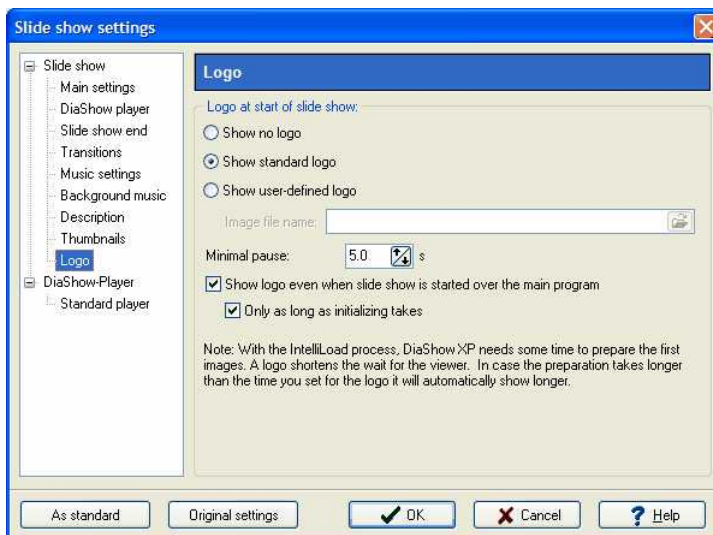 Slide show settings
Slide show
Main settings
DiaShow player
Slide show end
Transitions
Music settings
Background music
Description
Thumbnails
Logo
DiaShow-Player
Standard player
Logo
Logo at start of slide show:
Show no logo
Show standard logo
Show user-defined logo
Image file name:
Minimal pause: 5.0 s
Show logo even when slide show is started over the main program
Only as long as initializing takes
Note: With the IntelliLoad process, DiaShow XP needs some time to prepare the first
images. A logo shortens the wait for the viewer. In case the preparation takes longer
than the time you set for the logo it will automatically show longer.
As standard Original settings OK Cancel Help